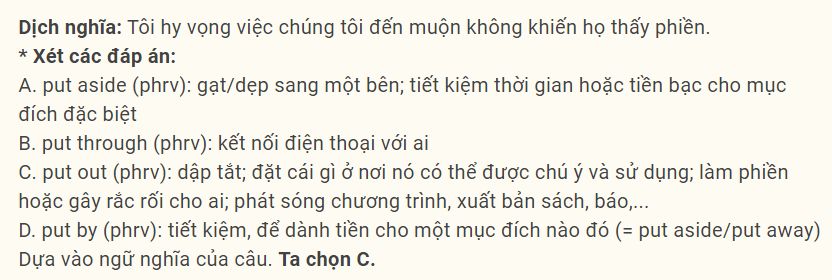 Dịch nghĩa: Tôi hy vọng việc chúng tôi đến muộn không khiến họ thấy phiền.
* Xét các đáp án:
A. put aside (phrv): gạt/dẹp sang một bên; tiết kiệm thời gian hoặc tiền bạc cho mục
đích đặc biệt
B. put through (phrv): kết nối điện thoại với ai
C. put out (phrv): dập tắt; đặt cái gì ở nơi nó có thể được chú ý và sử dụng; làm phiền
hoặc gây rắc rối cho ai; phát sóng chương trình, xuất bản sách, báo,...
D. put by (phrv): tiết kiệm, để dành tiền cho một mục đích nào đó (= put aside/put away)
Dựa vào ngữ nghĩa của câu. Ta chọn C.